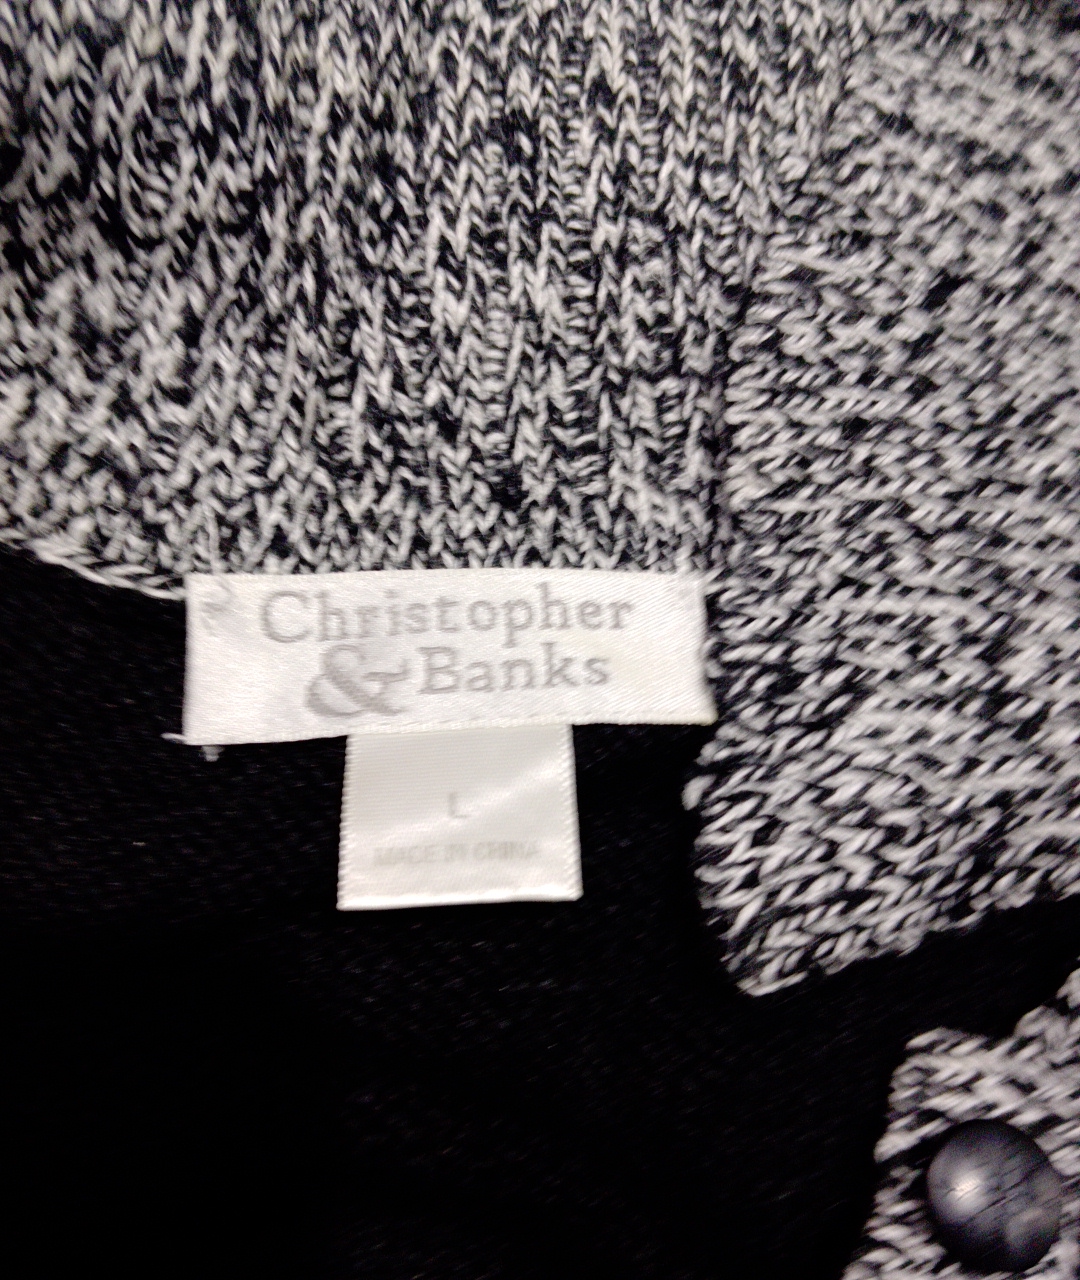 Christopher
& Banks
L
MADE IN CHINA